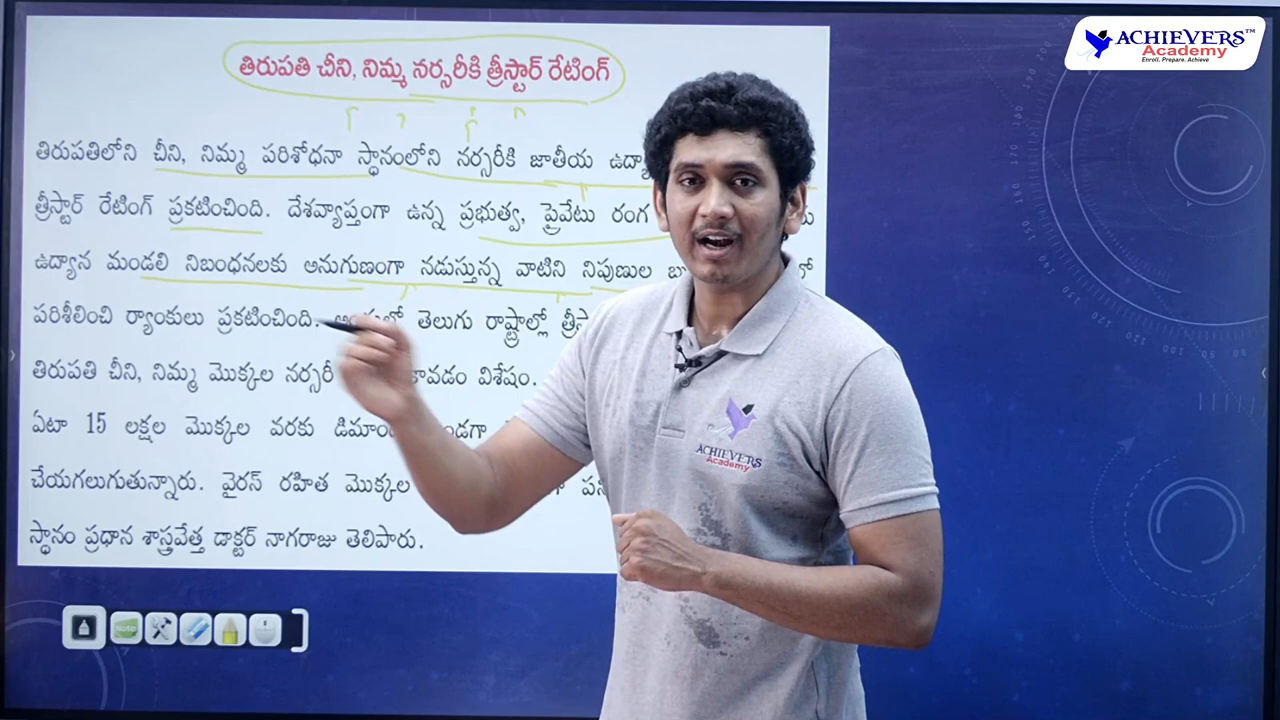 ACHIEVERS™
Academy
Enroll. Prepare. Achieve
తిరుపతి చీని, నిమ్మ నర్సరీకి త్రీస్టార్ రేటింగ్
తిరుపతిలోని చీని, నిమ్మ పరిశోధనా స్థానంలోని నర్సరీకి జాతీయ
త్రీస్టార్ రేటింగ్ ప్రకటించింది. దేశవ్యాప్తంగా ఉన్న ప్రభుత్వ, ప్రైవేటు రంగ
ఉద్యాన మండలి నిబంధనలకు అనుగుణంగా నడుస్తున్న వాటిని నిపుణుల
పరిశీలించి ర్యాంకులు ప్రకటించింది. తెలుగు రాష్ట్రాల్లో
తిరుపతి చీని, నిమ్మ మొక్కల నర్సరీ కావడం విశేషం.
ఏటా 15 లక్షల మొక్కల వరకు
చేయగలుగుతున్నారు. వైరస్ రహిత మొక్కల
స్థానం ప్రధాన శాస్త్రవేత్త డాక్టర్ నాగరాజు తెలిపారు.
ACHIEVERS
Academy
Note